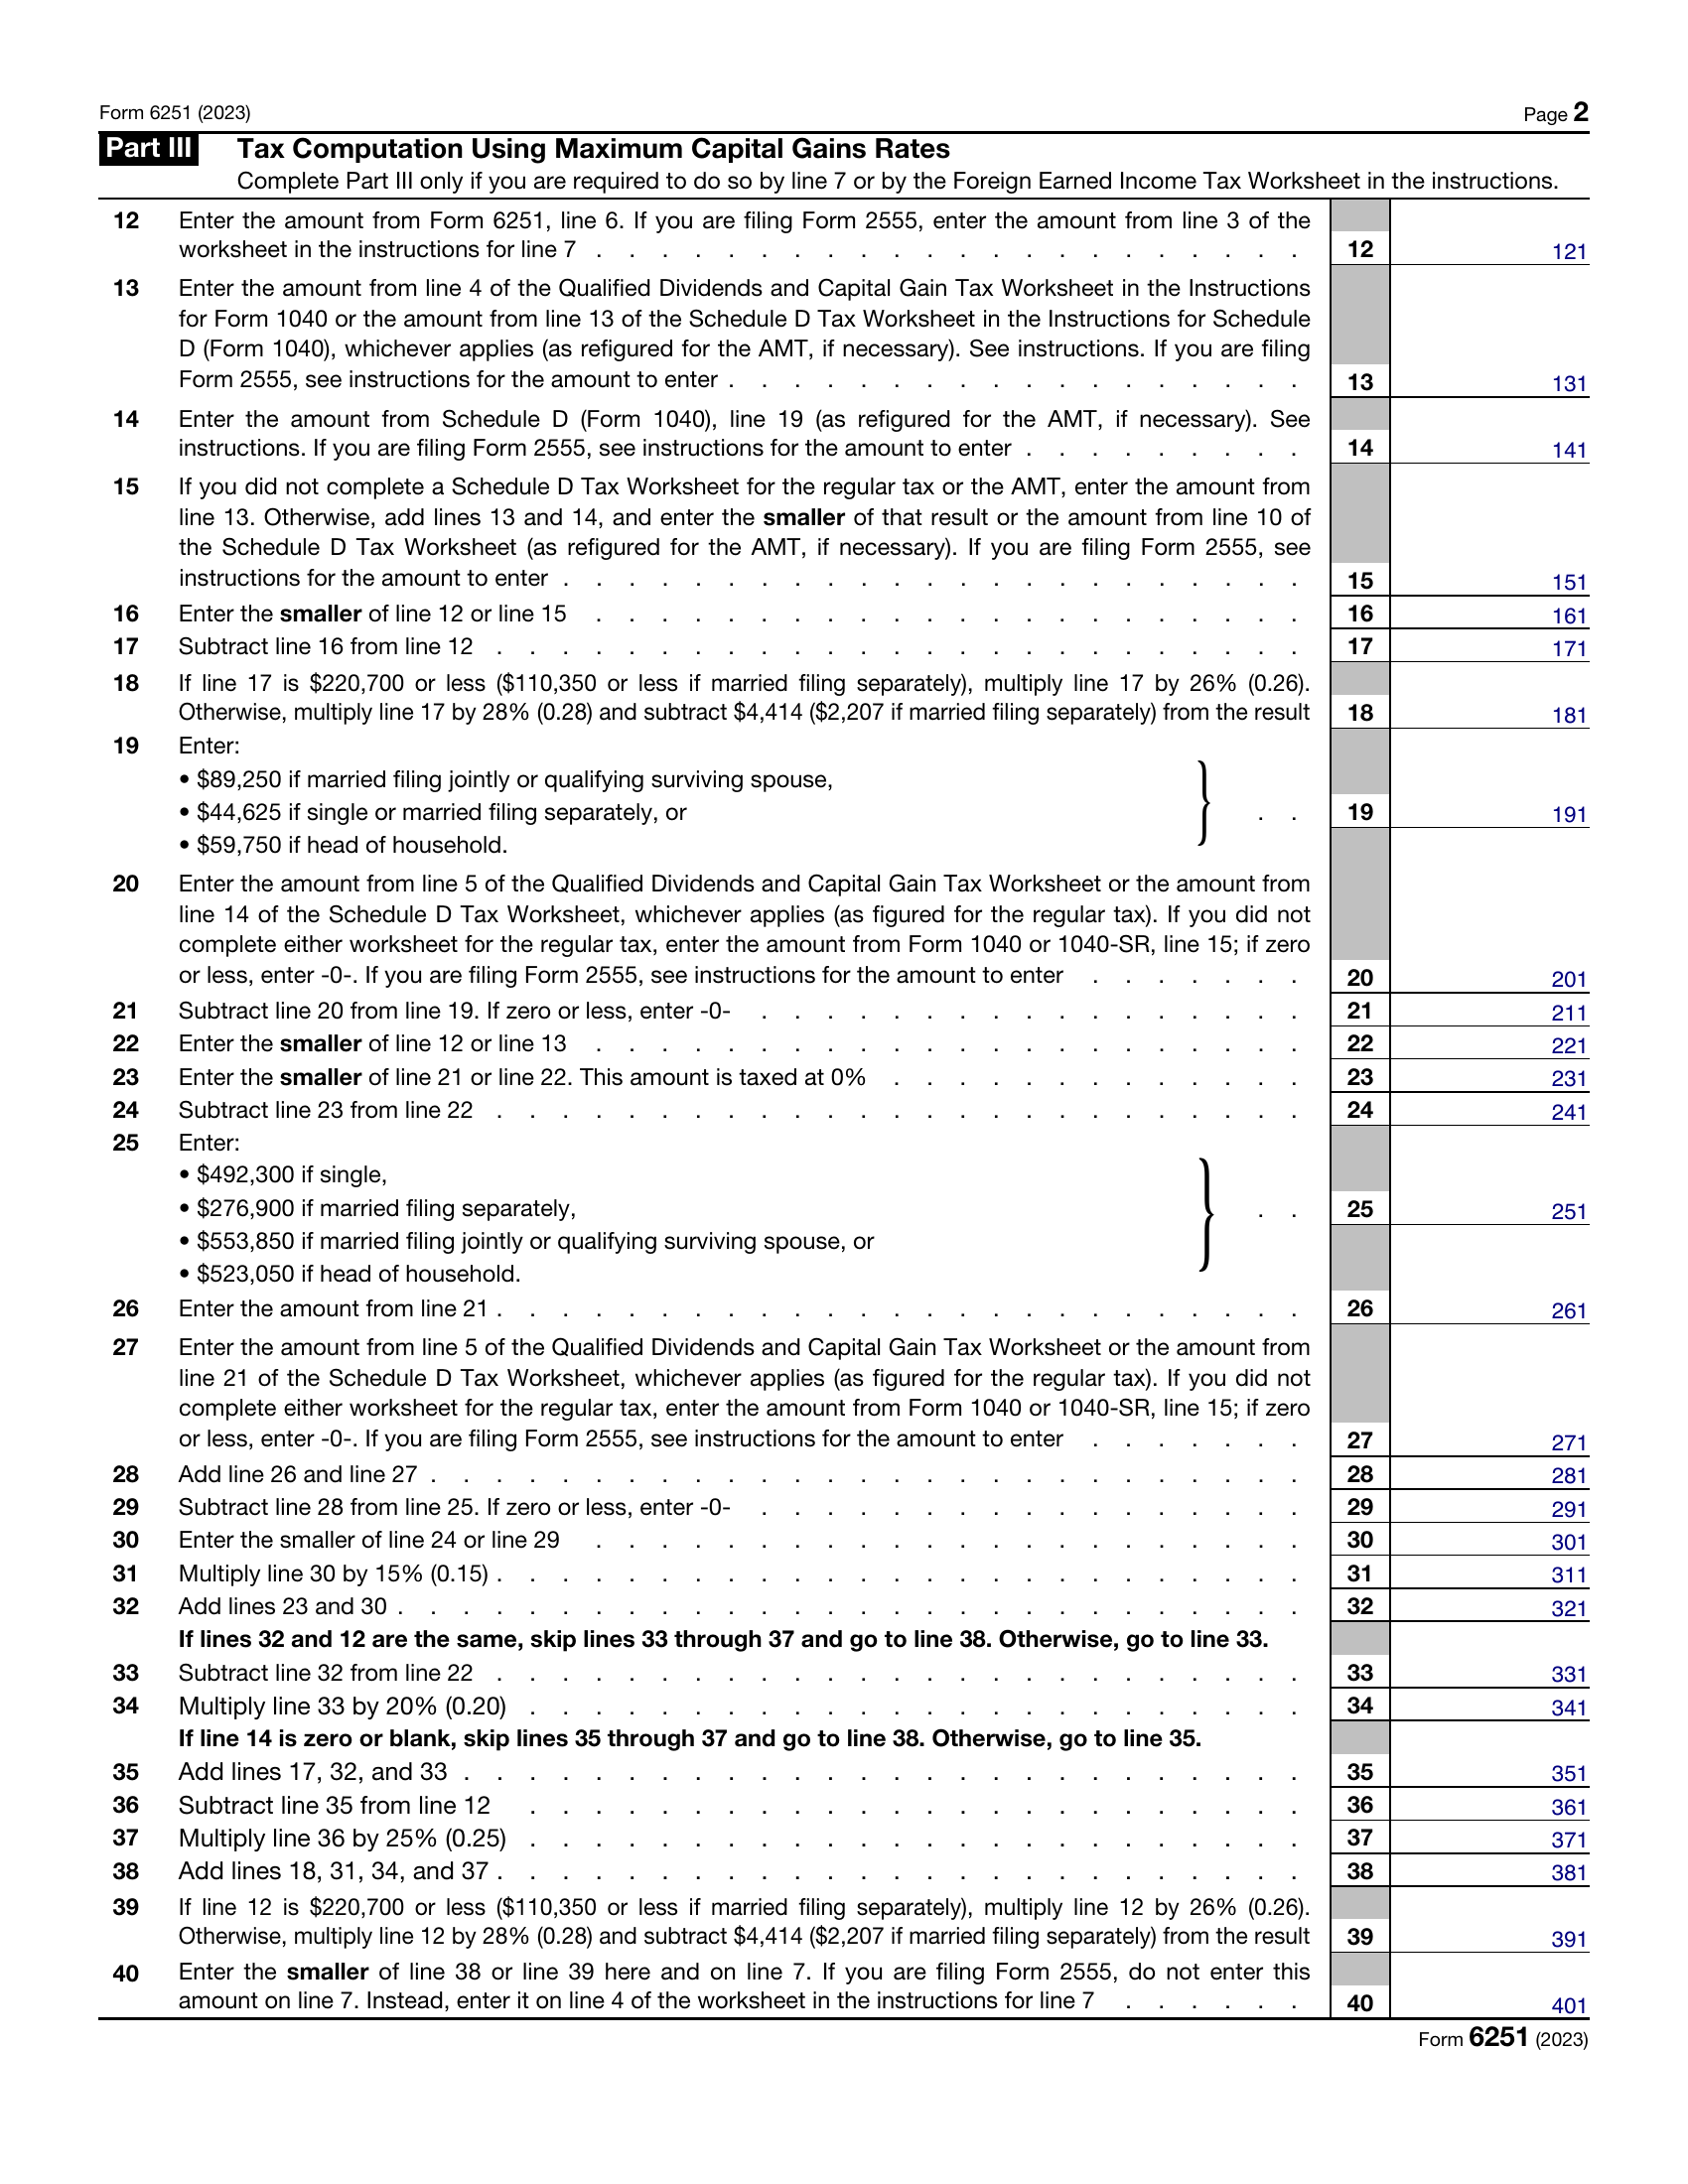 Form 6251 (2023) Page 2
Part III Tax Computation Using Maximum Capital Gains Rates
Complete Part III only if you are required to do so by line 7 or by the Foreign Earned Income Tax Worksheet in the instructions.
12 Enter the amount from Form 6251, line 6. If you are filing Form 2555, enter the amount from line 3 of the
worksheet in the instructions for line 7 . . . . . . . . . . . . . . . . . . . . . . 12 121
13 Enter the amount from line 4 of the Qualified Dividends and Capital Gain Tax Worksheet in the Instructions
for Form 1040 or the amount from line 13 of the Schedule D Tax Worksheet in the Instructions for Schedule
D (Form 1040), whichever applies (as refigured for the AMT, if necessary). See instructions. If you are filing
Form 2555, see instructions for the amount to enter . . . . . . . . . . . . . . . . . . 13 131
14 Enter the amount from Schedule D (Form 1040), line 19 (as refigured for the AMT, if necessary). See
instructions. If you are filing Form 2555, see instructions for the amount to enter . . . . . . . . . 14 141
15 If you did not complete a Schedule D Tax Worksheet for the regular tax or the AMT, enter the amount from
line 13. Otherwise, add lines 13 and 14, and enter the smaller of that result or the amount from line 10 of
the Schedule D Tax Worksheet (as refigured for the AMT, if necessary). If you are filing Form 2555, see
instructions for the amount to enter . . . . . . . . . . . . . . . . . . . . . . . 15 151
16 Enter the smaller of line 12 or line 15 . . . . . . . . . . . . . . . . . . . . . . 16 161
17 Subtract line 16 from line 12 . . . . . . . . . . . . . . . . . . . . . . . . . 17 171
18 If line 17 is $220,700 or less ($110,350 or less if married filing separately), multiply line 17 by 26% (0.26).
Otherwise, multiply line 17 by 28% (0.28) and subtract $4,414 ($2,207 if married filing separately) from the result 18 181
19 Enter:
• $89,250 if married filing jointly or qualifying surviving spouse,
• $44,625 if single or married filing separately, or } . . 19 191
• $59,750 if head of household.
20 Enter the amount from line 5 of the Qualified Dividends and Capital Gain Tax Worksheet or the amount from
line 14 of the Schedule D Tax Worksheet, whichever applies (as figured for the regular tax). If you did not
complete either worksheet for the regular tax, enter the amount from Form 1040 or 1040-SR, line 15; if zero
or less, enter -0-. If you are filing Form 2555, see instructions for the amount to enter . . . . . . . 20 201
21 Subtract line 20 from line 19. If zero or less, enter -0- . . . . . . . . . . . . . . . . . 21 211
22 Enter the smaller of line 12 or line 13 . . . . . . . . . . . . . . . . . . . . . . 22 221
23 Enter the smaller of line 21 or line 22. This amount is taxed at 0% . . . . . . . . . . . . . 23 231
24 Subtract line 23 from line 22 . . . . . . . . . . . . . . . . . . . . . . . . . 24 241
25 Enter:
• $492,300 if single,
• $276,900 if married filing separately, } . . 25 251
• $553,850 if married filing jointly or qualifying surviving spouse, or
• $523,050 if head of household.
26 Enter the amount from line 21 . . . . . . . . . . . . . . . . . . . . . . . . . 26 261
27 Enter the amount from line 5 of the Qualified Dividends and Capital Gain Tax Worksheet or the amount from
line 21 of the Schedule D Tax Worksheet, whichever applies (as figured for the regular tax). If you did not
complete either worksheet for the regular tax, enter the amount from Form 1040 or 1040-SR, line 15; if zero
or less, enter -0-. If you are filing Form 2555, see instructions for the amount to enter . . . . . . . 27 271
28 Add line 26 and line 27 . . . . . . . . . . . . . . . . . . . . . . . . . . . 28 281
29 Subtract line 28 from line 25. If zero or less, enter -0- . . . . . . . . . . . . . . . . . 29 291
30 Enter the smaller of line 24 or line 29 . . . . . . . . . . . . . . . . . . . . . . 30 301
31 Multiply line 30 by 15% (0.15) . . . . . . . . . . . . . . . . . . . . . . . . . 31 311
32 Add lines 23 and 30 . . . . . . . . . . . . . . . . . . . . . . . . . . . . 32 321
If lines 32 and 12 are the same, skip lines 33 through 37 and go to line 38. Otherwise, go to line 33.
33 Subtract line 32 from line 22 . . . . . . . . . . . . . . . . . . . . . . . . . 33 331
34 Multiply line 33 by 20% (0.20) . . . . . . . . . . . . . . . . . . . . . . . . 34 341
If line 14 is zero or blank, skip lines 35 through 37 and go to line 38. Otherwise, go to line 35.
35 Add lines 17, 32, and 33 . . . . . . . . . . . . . . . . . . . . . . . . . . 35 351
36 Subtract line 35 from line 12 . . . . . . . . . . . . . . . . . . . . . . . . 36 361
37 Multiply line 36 by 25% (0.25) . . . . . . . . . . . . . . . . . . . . . . . . 37 371
38 Add lines 18, 31, 34, and 37 . . . . . . . . . . . . . . . . . . . . . . . . . 38 381
39 If line 12 is $220,700 or less ($110,350 or less if married filing separately), multiply line 12 by 26% (0.26).
Otherwise, multiply line 12 by 28% (0.28) and subtract $4,414 ($2,207 if married filing separately) from the result 39 391
40 Enter the smaller of line 38 or line 39 here and on line 7. If you are filing Form 2555, do not enter this
amount on line 7. Instead, enter it on line 4 of the worksheet in the instructions for line 7 . . . . . . 40 401
Form 6251 (2023)